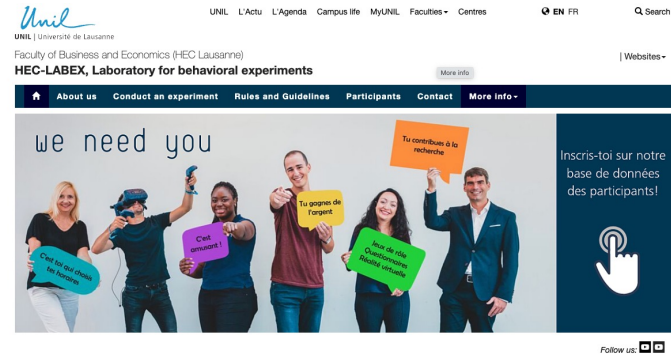 Unil
UNIL | Université de Lausanne
UNIL L'Actu L'Agenda Campus life MyUNIL Faculties Centres EN FR Search
Faculty of Business and Economics (HEC Lausanne)
HEC-LABEX, Laboratory for behavioral experiments
| Websites
More info
About us Conduct an experiment Rules and Guidelines Participants Contact More info
we need you
Tu contribues à la
recherche
Tu gagnes de
l'argent
C'est
amusant !
C'est toi qui choisis
tes horaires
Jeux de rôle
Questionnaires
Réalité virtuelle
Inscris-toi sur notre
base de données
des participants!
Follow us: